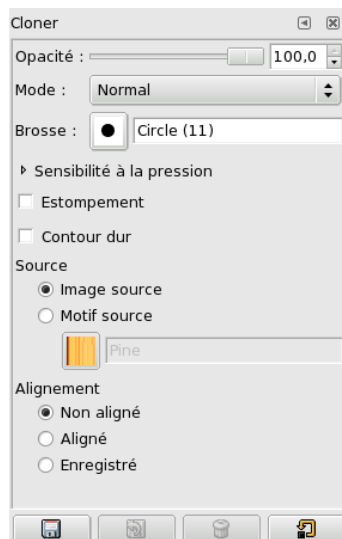 Cloner
Opacité : 100,0
Mode : Normal
Brosse : Circle (11)
Sensibilité à la pression
Estompement
Contour dur
Source
Image source
Motif source
Pine
Alignement
Non aligné
Aligné
Enregistré